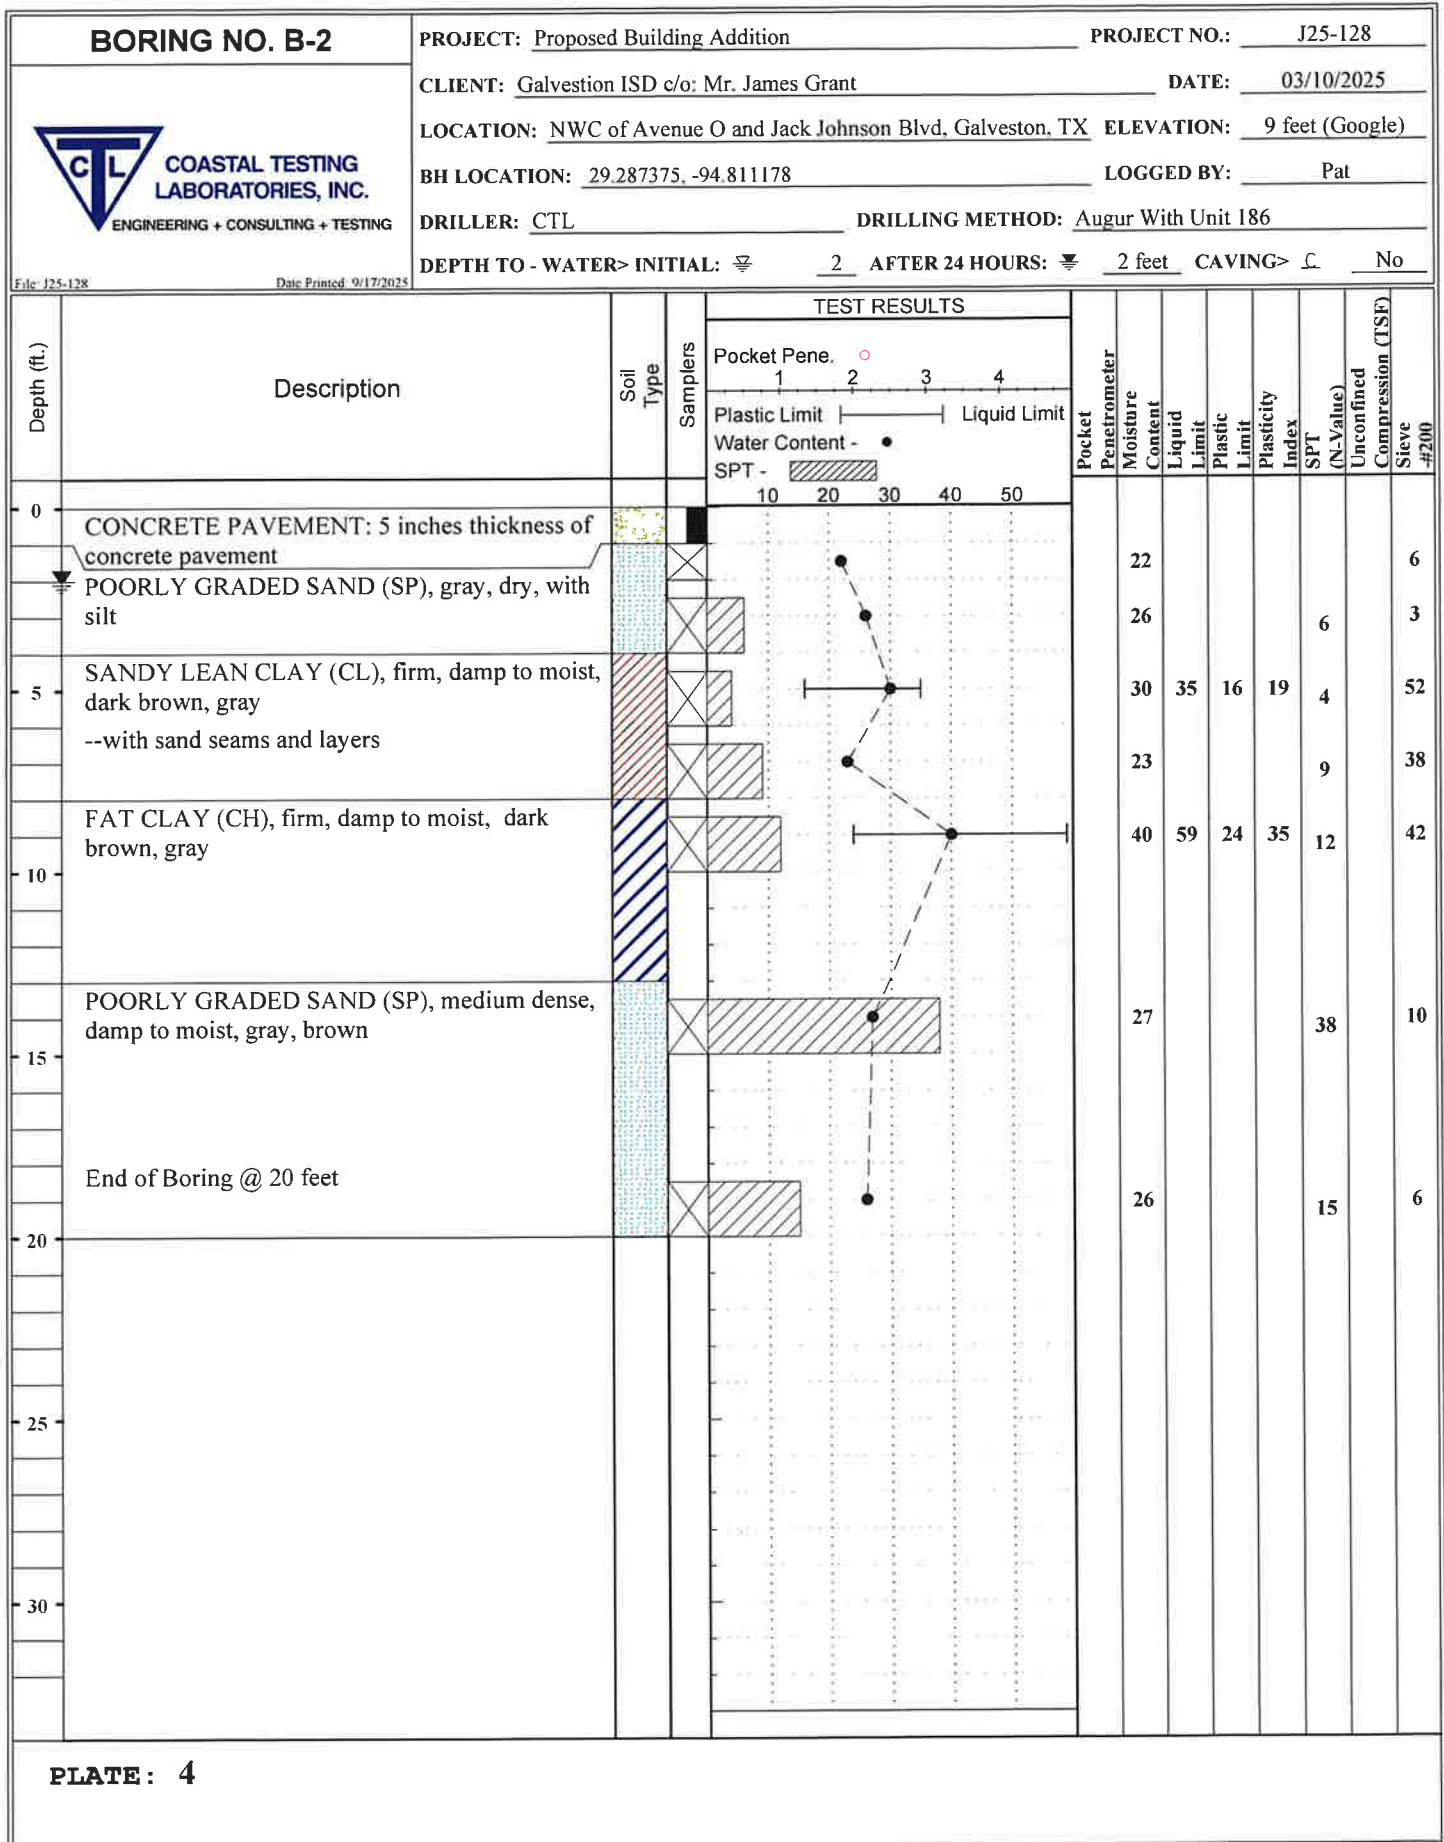 BORING NO. B-2
PROJECT: Proposed Building Addition PROJECT NO.: J25-128
CLIENT: Galvestion ISD c/o: Mr. James Grant DATE: 03/10/2025
LOCATION: NWC of Avenue O and Jack Johnson Blvd, Galveston, TX ELEVATION: 9 feet (Google)
BH LOCATION: 29.287375, -94.811178 LOGGED BY: Pat
DRILLER: CTL DRILLING METHOD: Augur With Unit 186
DEPTH TO - WATER> INITIAL: 2 AFTER 24 HOURS: 2 feet CAVING> C No
CTL
COASTAL TESTING
LABORATORIES, INC.
ENGINEERING + CONSULTING + TESTING
File: J25-128 Date Printed: 9/17/2025
Depth (ft.)
Description
Soil
Type
Samplers
TEST RESULTS
Pocket Pene.
1 2 3 4
Plastic Limit Liquid Limit
Water Content -
SPT -
10 20 30 40 50
Pocket
Penetrometer
Moisture
Content
Liquid
Limit
Plastic
Limit
Plasticity
Index
SPT
(N-Value)
Unconfined
Compression (TSF)
Sieve
-#200
0
CONCRETE PAVEMENT: 5 inches thickness of
concrete pavement
22 6
POORLY GRADED SAND (SP), gray, dry, with
silt
26 6 3
SANDY LEAN CLAY (CL), firm, damp to moist,
dark brown, gray
5
30 35 16 19 4 52
--with sand seams and layers
23 9 38
FAT CLAY (CH), firm, damp to moist, dark
brown, gray
40 59 24 35 12 42
10
POORLY GRADED SAND (SP), medium dense,
damp to moist, gray, brown
27 38 10
15
End of Boring @ 20 feet
26 15 6
20
25
30
PLATE: 4